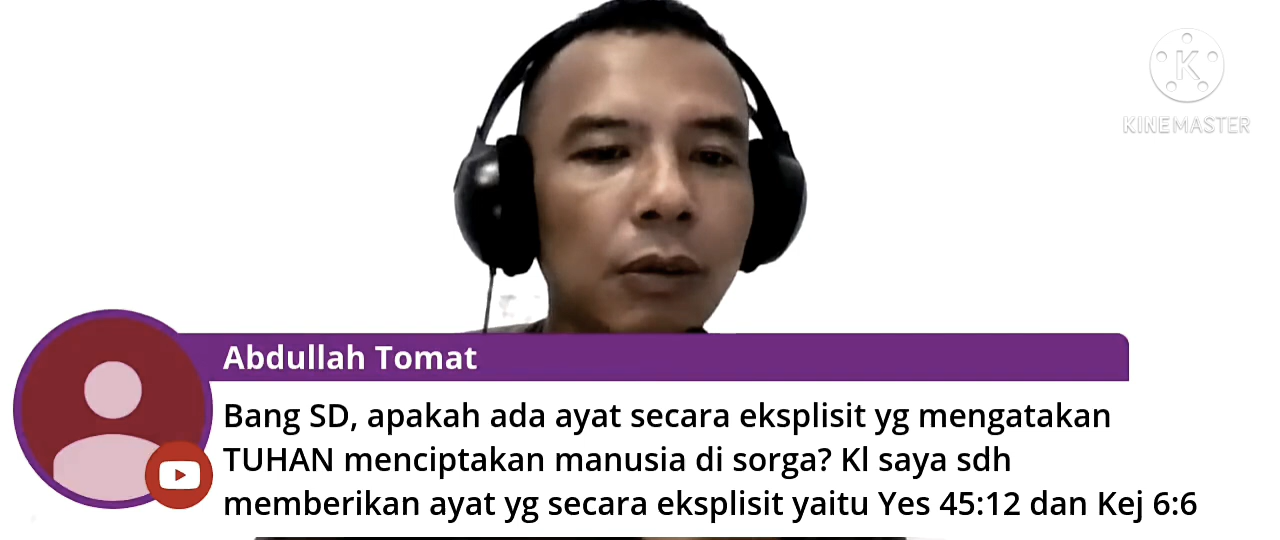 K
KINEMASTER
Abdullah Tomat
Bang SD, apakah ada ayat secara eksplisit yg mengatakan
TUHAN menciptakan manusia di sorga? Kl saya sdh
memberikan ayat yg secara eksplisit yaitu Yes 45:12 dan Kej 6:6